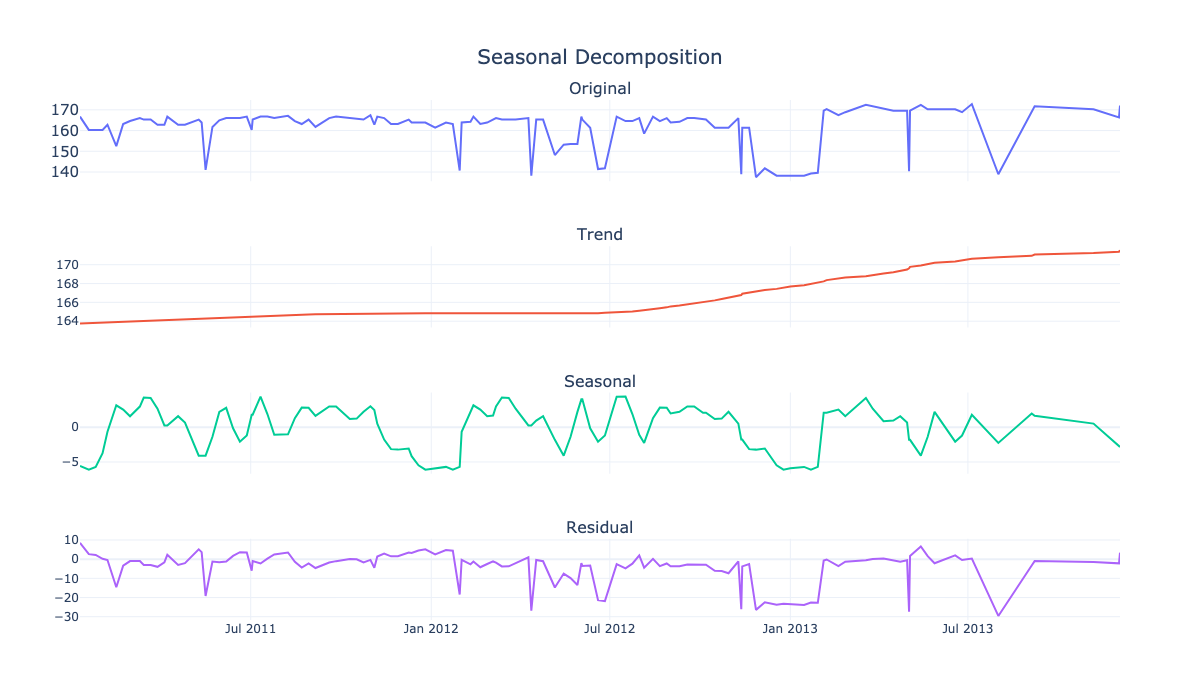 Seasonal Decomposition
Original
170
160
150
140
Trend
170
168
166
164
Seasonal
0
−5
Residual
10
0
−10
−20
−30
Jul 2011 Jan 2012 Jul 2012 Jan 2013 Jul 2013